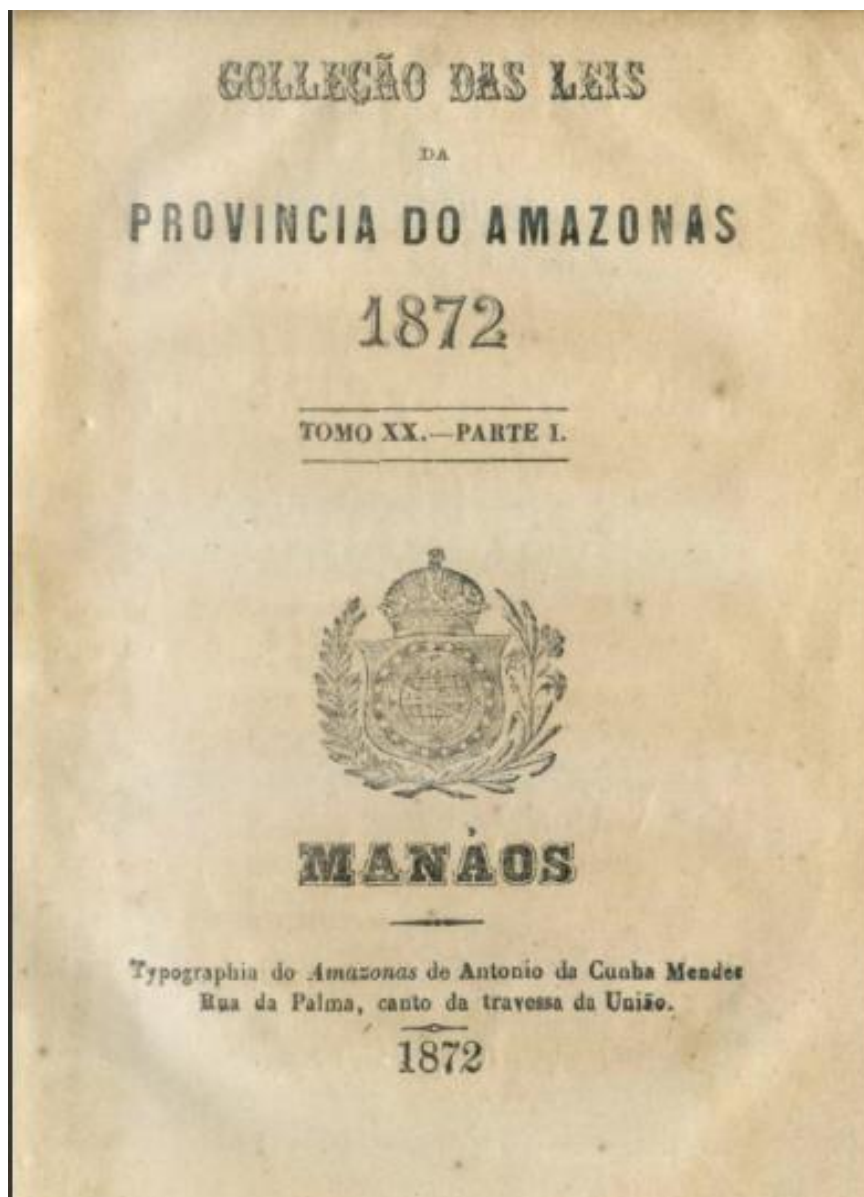 COLLEÇÃO DAS LEIS
DA
PROVINCIA DO AMAZONAS
1872
TOMO XX.—PARTE I.
MANÁOS
Typographia do Amazonas de Antonio da Cunha Mendes
Rua da Palma, canto da travessa da União.
1872